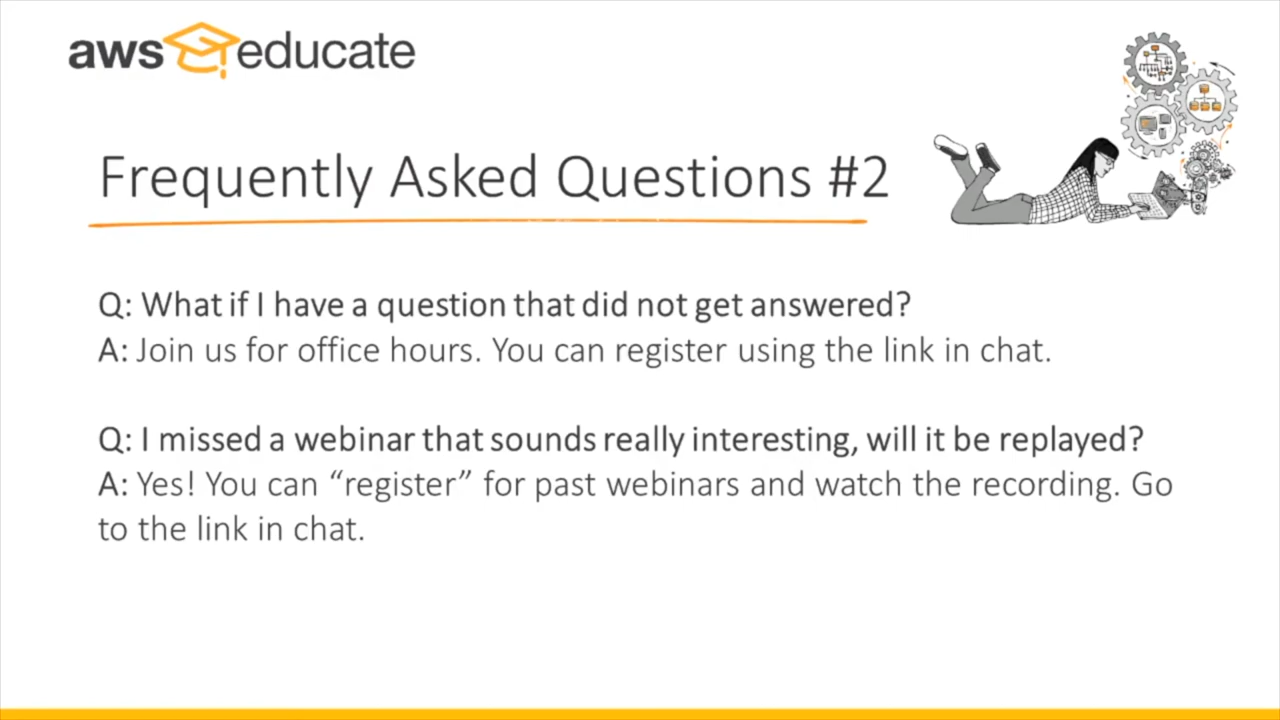 aws educate
Frequently Asked Questions #2
Q: What if I have a question that did not get answered?
A: Join us for office hours. You can register using the link in chat.
Q: I missed a webinar that sounds really interesting, will it be replayed?
A: Yes! You can “register” for past webinars and watch the recording. Go
to the link in chat.